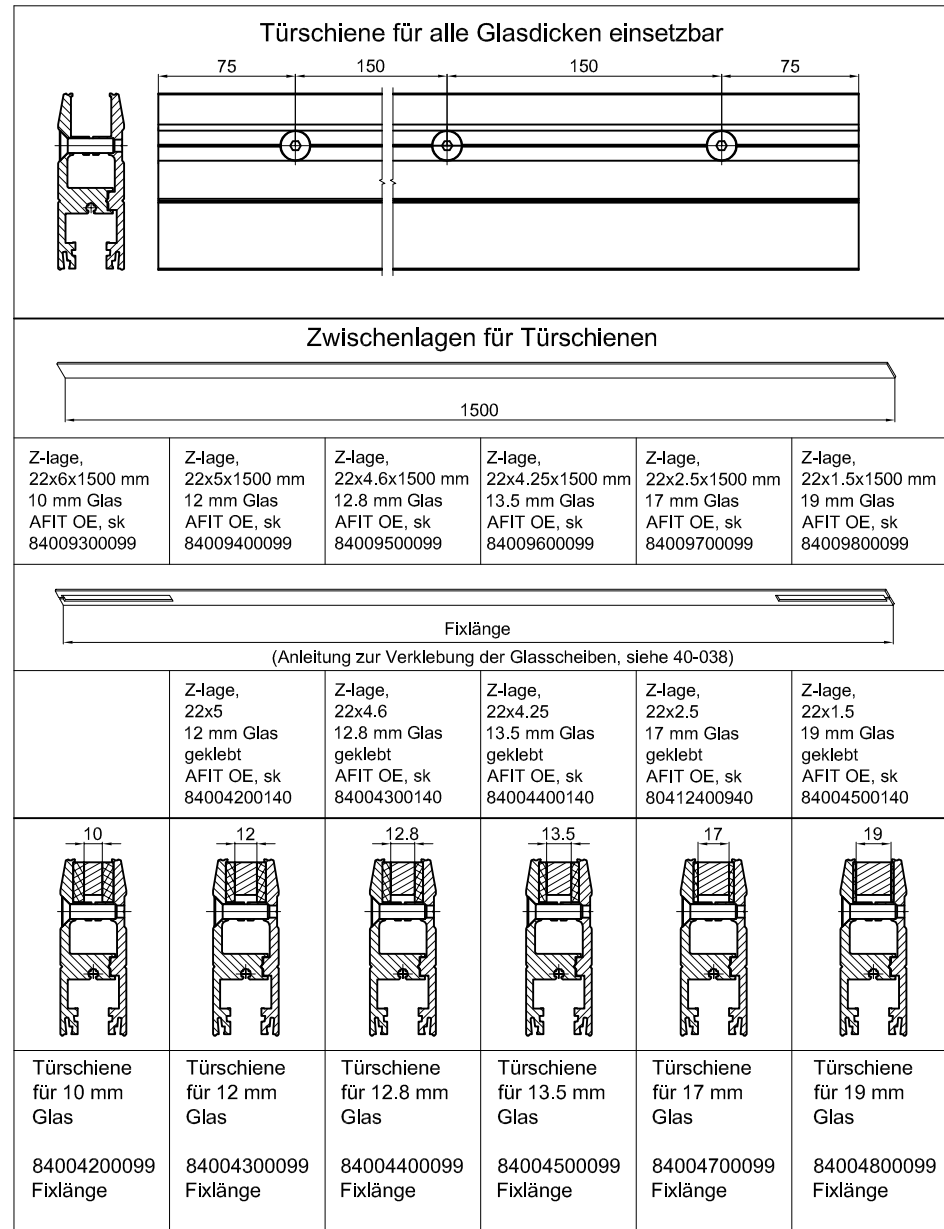 Türschiene für alle Glasdicken einsetzbar
75
150
150
75
Zwischenlagen für Türschienen
1500
Z-lage,
22x6x1500 mm
10 mm Glas
AFIT OE, sk
84009300099
Z-lage,
22x5x1500 mm
12 mm Glas
AFIT OE, sk
84009400099
Z-lage,
22x4.6x1500 mm
12.8 mm Glas
AFIT OE, sk
84009500099
Z-lage,
22x4.25x1500 mm
13.5 mm Glas
AFIT OE, sk
84009600099
Z-lage,
22x2.5x1500 mm
17 mm Glas
AFIT OE, sk
84009700099
Z-lage,
22x1.5x1500 mm
19 mm Glas
AFIT OE, sk
84009800099
Fixlänge
(Anleitung zur Verklebung der Glasscheiben, siehe 40-038)
Z-lage,
22x5
12 mm Glas
geklebt
AFIT OE, sk
84004200140
Z-lage,
22x4.6
12.8 mm Glas
geklebt
AFIT OE, sk
84004300140
Z-lage,
22x4.25
13.5 mm Glas
geklebt
AFIT OE, sk
84004400140
Z-lage,
22x2.5
17 mm Glas
geklebt
AFIT OE, sk
80412400940
Z-lage,
22x1.5
19 mm Glas
geklebt
AFIT OE, sk
84004500140
10
12
12.8
13.5
17
19
Türschiene
für 10 mm
Glas
84004200099
Fixlänge
Türschiene
für 12 mm
Glas
84004300099
Fixlänge
Türschiene
für 12.8 mm
Glas
84004400099
Fixlänge
Türschiene
für 13.5 mm
Glas
84004500099
Fixlänge
Türschiene
für 17 mm
Glas
84004700099
Fixlänge
Türschiene
für 19 mm
Glas
84004800099
Fixlänge